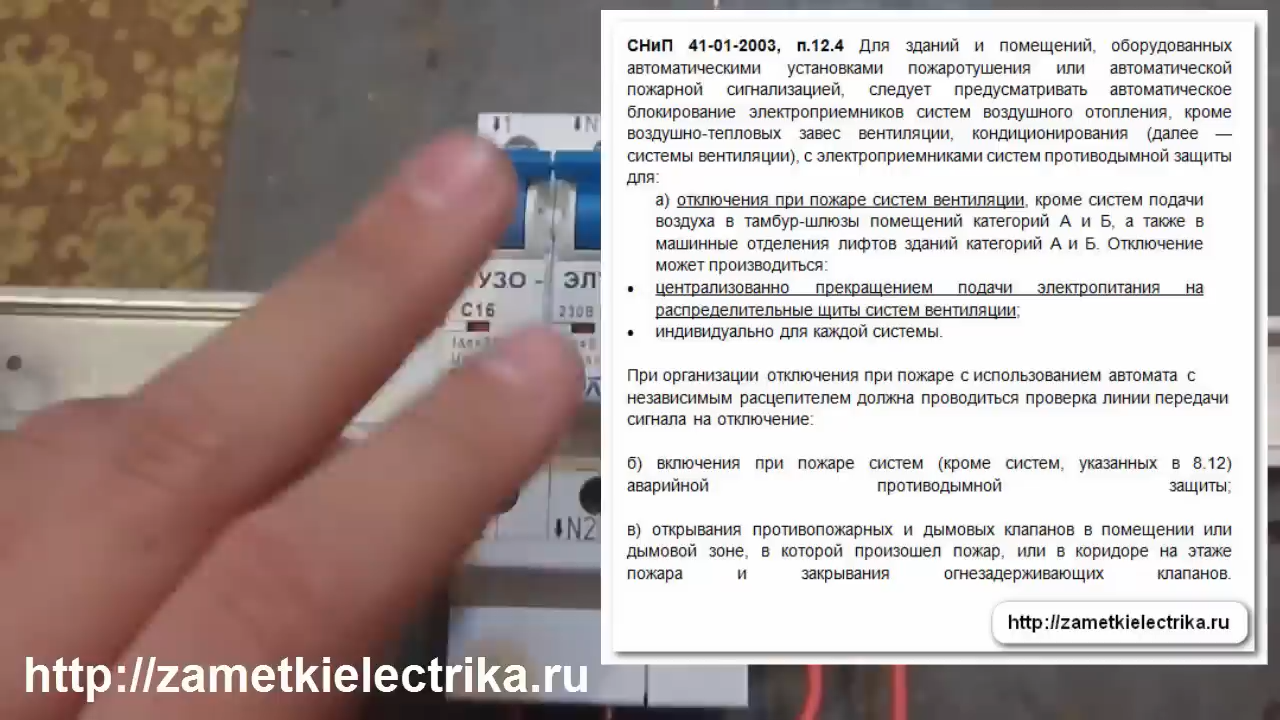 СНиП 41-01-2003, п.12.4 Для зданий и помещений, оборудованных
автоматическими установками пожаротушения или автоматической
пожарной сигнализацией, следует предусматривать автоматическое
блокирование электроприемников систем воздушного отопления, кроме
воздушно-тепловых завес вентиляции, кондиционирования (далее —
системы вентиляции), с электроприемниками систем противодымной защиты
для:
а) отключения при пожаре систем вентиляции, кроме систем подачи
воздуха в тамбур-шлюзы помещений категорий А и Б, а также в
машинные отделения лифтов зданий категорий А и Б. Отключение
может производиться:
• централизованно прекращением подачи электропитания на
распределительные щиты систем вентиляции;
• индивидуально для каждой системы.
При организации отключения при пожаре с использованием автомата с
независимым расцепителем должна проводиться проверка линии передачи
сигнала на отключение:
б) включения при пожаре систем (кроме систем, указанных в 8.12)
аварийной противодымной защиты;
в) открывания противопожарных и дымовых клапанов в помещении или
дымовой зоне, в которой произошел пожар, или в коридоре на этаже
пожара и закрывания огнезадерживающих клапанов.
http://zametkielectrika.ru
1 N
УЗО - ЭЛ
С16
230В
N2
http://zametkielectrika.ru